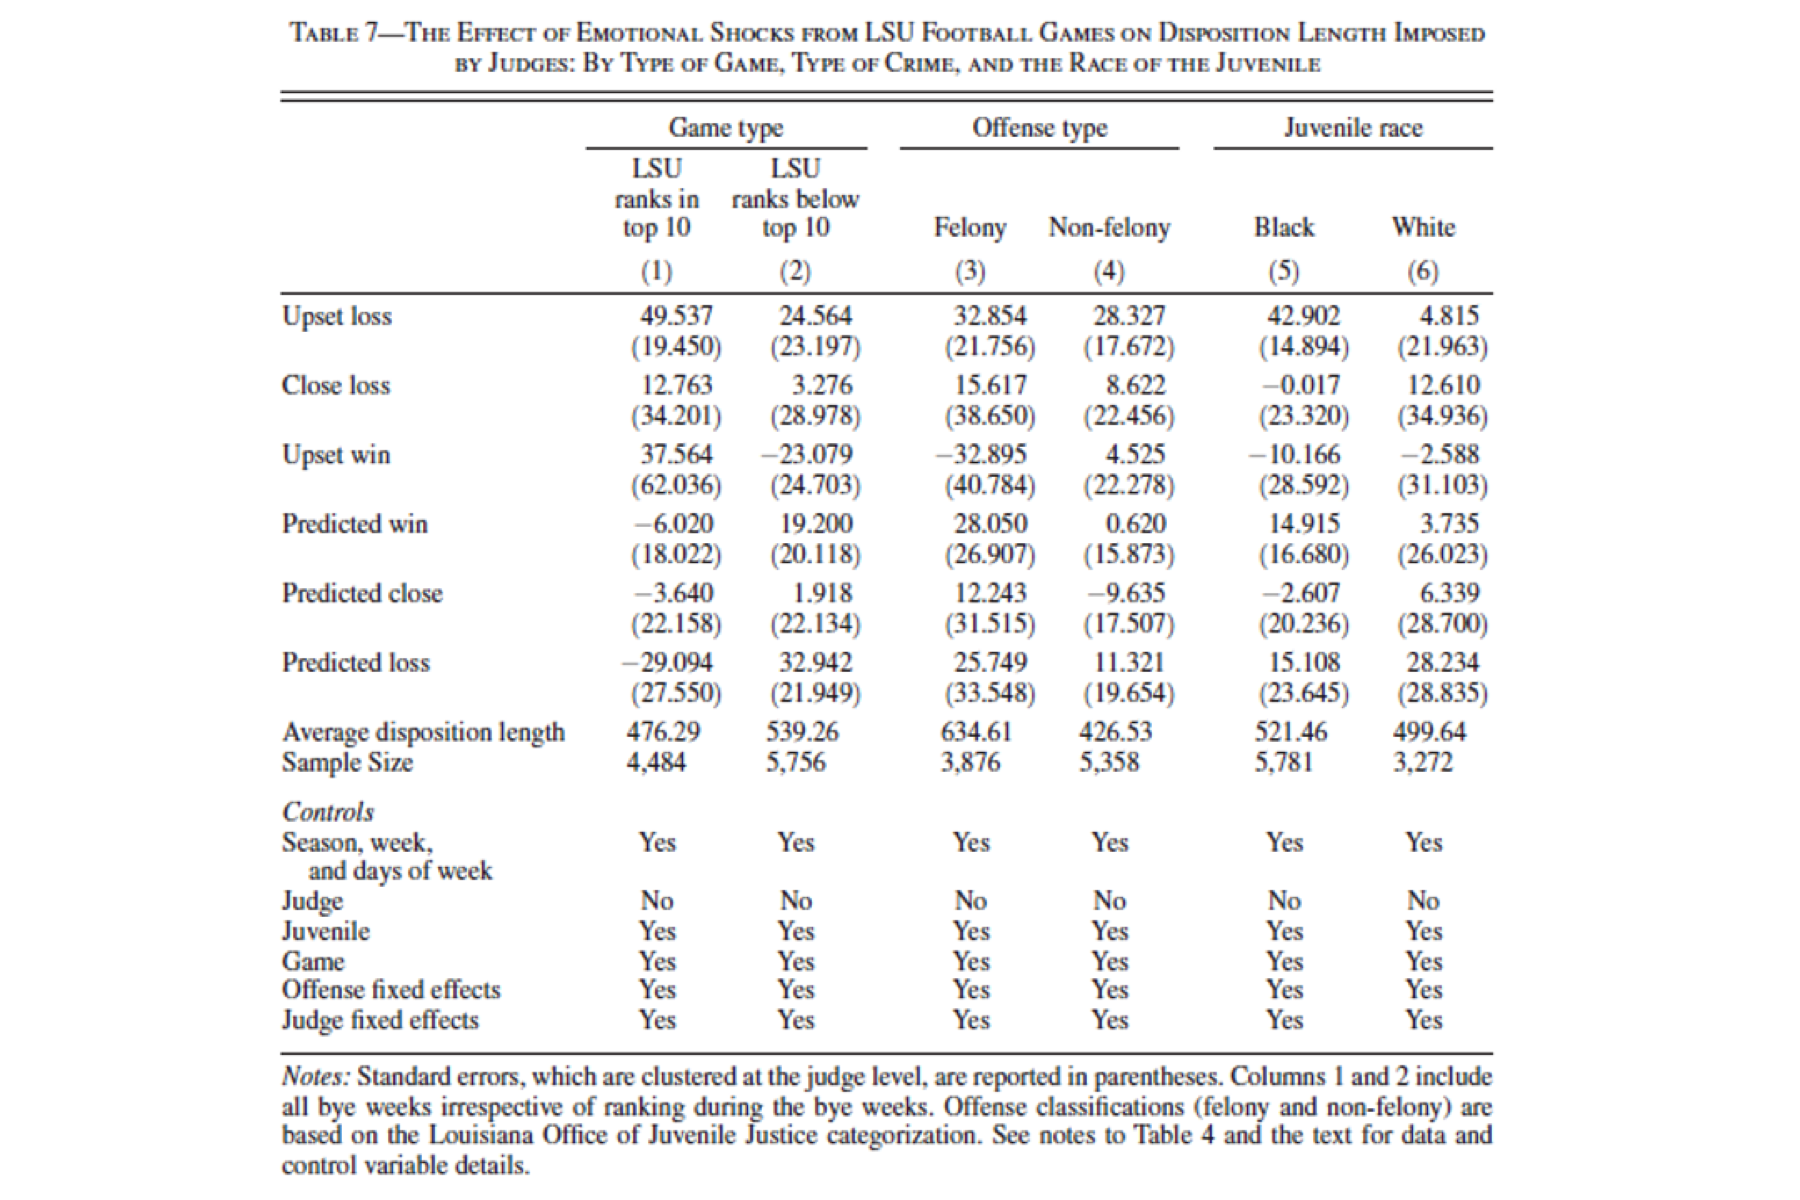 TABLE 7—THE EFFECT OF EMOTIONAL SHOCKS FROM LSU FOOTBALL GAMES ON DISPOSITION LENGTH IMPOSED
BY JUDGES: BY TYPE OF GAME, TYPE OF CRIME, AND THE RACE OF THE JUVENILE
Game type Offense type Juvenile race
LSU LSU
ranks in ranks below
top 10 top 10 Felony Non-felony Black White
(1) (2) (3) (4) (5) (6)
Upset loss 49.537 24.564 32.854 28.327 42.902 4.815
(19.450) (23.197) (21.756) (17.672) (14.894) (21.963)
Close loss 12.763 3.276 15.617 8.622 −0.017 12.610
(34.201) (28.978) (38.650) (22.456) (23.320) (34.936)
Upset win 37.564 −23.079 −32.895 4.525 −10.166 −2.588
(62.036) (24.703) (40.784) (22.278) (28.592) (31.103)
Predicted win −6.020 19.200 28.050 0.620 14.915 3.735
(18.022) (20.118) (26.907) (15.873) (16.680) (26.023)
Predicted close −3.640 1.918 12.243 −9.635 −2.607 6.339
(22.158) (22.134) (31.515) (17.507) (20.236) (28.700)
Predicted loss −29.094 32.942 25.749 11.321 15.108 28.234
(27.550) (21.949) (33.548) (19.654) (23.645) (28.835)
Average disposition length 476.29 539.26 634.61 426.53 521.46 499.64
Sample Size 4,484 5,756 3,876 5,358 5,781 3,272
Controls
Season, week, Yes Yes Yes Yes Yes Yes
and days of week
Judge No No No No No No
Juvenile Yes Yes Yes Yes Yes Yes
Game Yes Yes Yes Yes Yes Yes
Offense fixed effects Yes Yes Yes Yes Yes Yes
Judge fixed effects Yes Yes Yes Yes Yes Yes
Notes: Standard errors, which are clustered at the judge level, are reported in parentheses. Columns 1 and 2 include
all bye weeks irrespective of ranking during the bye weeks. Offense classifications (felony and non-felony) are
based on the Louisiana Office of Juvenile Justice categorization. See notes to Table 4 and the text for data and
control variable details.